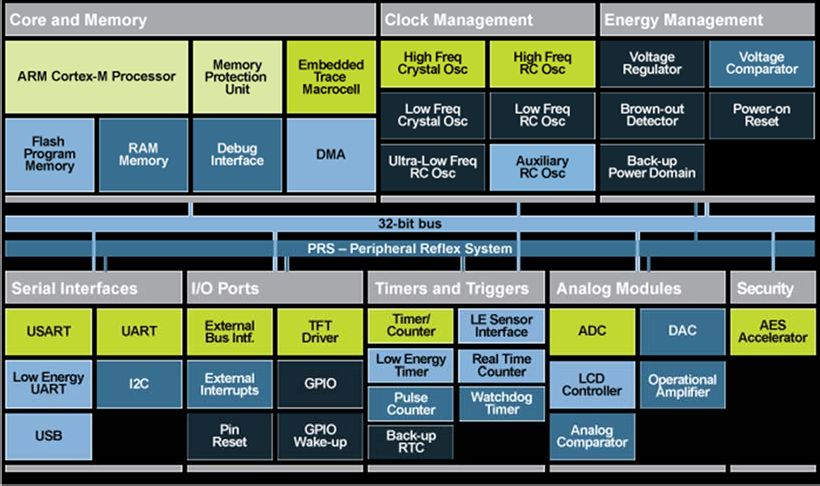 Core and Memory
Clock Management
Energy Management
ARM Cortex-M Processor
Memory
Protection
Unit
Embedded
Trace
Macrocell
High Freq
Crystal Osc
High Freq
RC Osc
Voltage
Regulator
Voltage
Comparator
Low Freq
Crystal Osc
Low Freq
RC Osc
Brown-out
Detector
Power-on
Reset
Flash
Program
Memory
RAM
Memory
Debug
Interface
DMA
Ultra-Low Freq
RC Osc
Auxiliary
RC Osc
Back-up
Power Domain
32-bit bus
PRS – Peripheral Reflex System
Serial Interfaces
I/O Ports
Timers and Triggers
Analog Modules
Security
USART
UART
External
Bus Intf.
TFT
Driver
Timer/
Counter
LE Sensor
Interface
ADC
DAC
AES
Accelerator
Low Energy
UART
I2C
External
Interrupts
GPIO
Low Energy
Timer
Real Time
Counter
LCD
Controller
Operational
Amplifier
Pulse
Counter
Watchdog
Timer
USB
Pin
Reset
GPIO
Wake-up
Back-up
RTC
Analog
Comparator